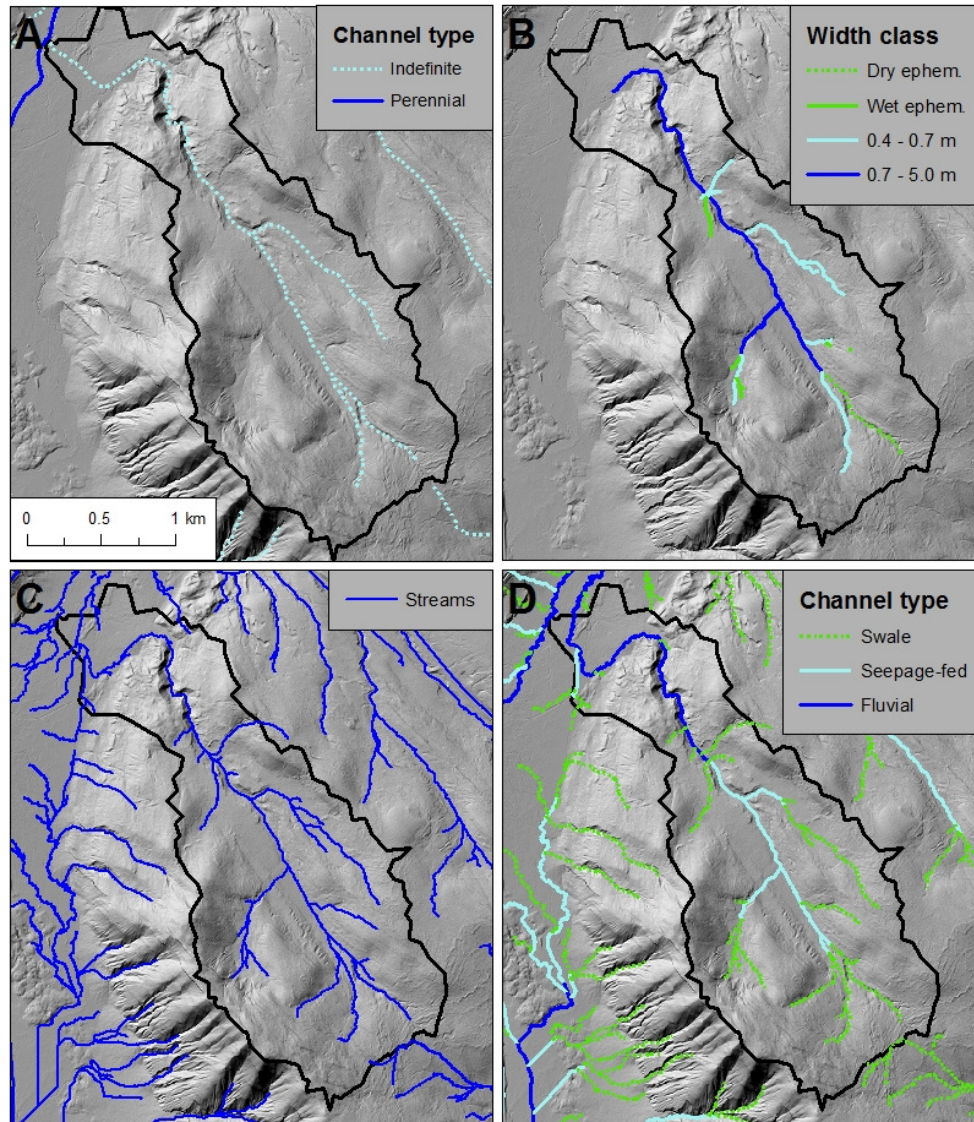 A
Channel type
Indefinite
Perennial
0 0.5 1 km
B
Width class
Dry ephem.
Wet ephem.
0.4 - 0.7 m
0.7 - 5.0 m
C
Streams
D
Channel type
Swale
Seepage-fed
Fluvial